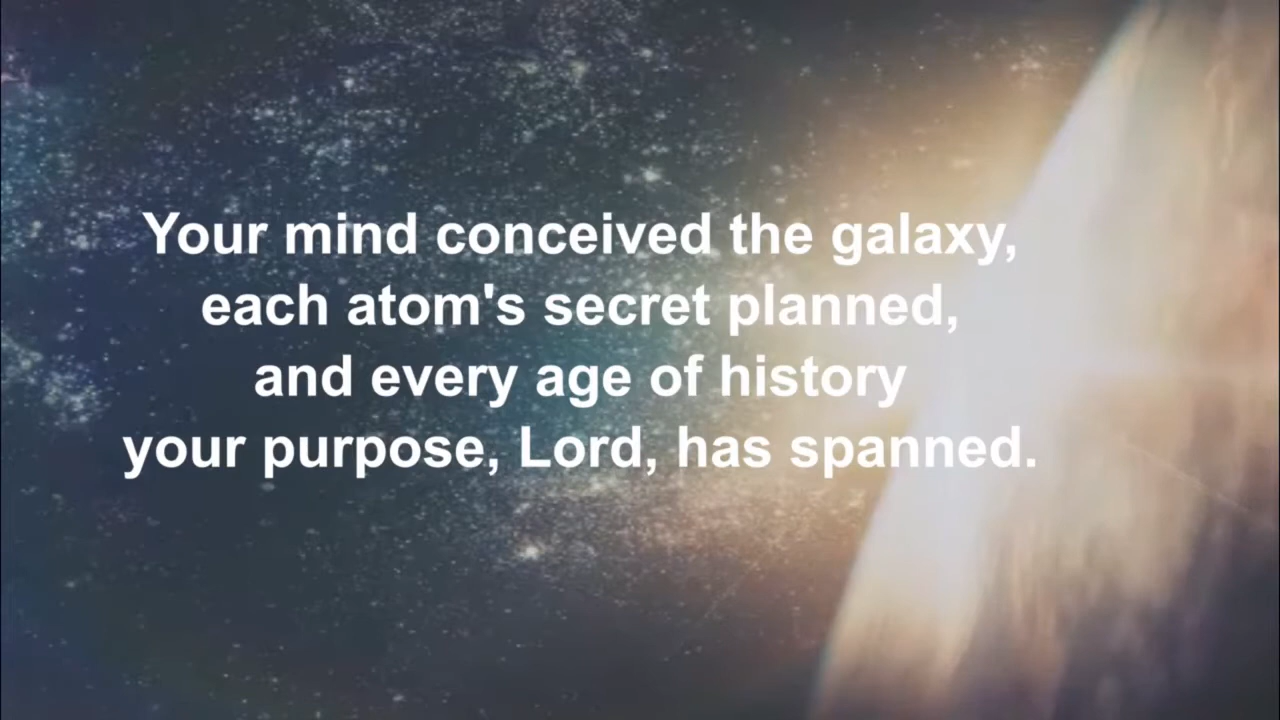 Your mind conceived the galaxy,
each atom's secret planned,
and every age of history
your purpose, Lord, has spanned.